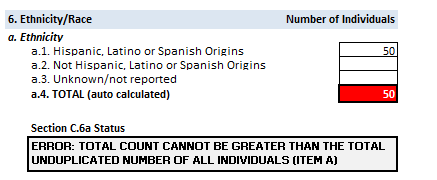 6. Ethnicity/Race Number of Individuals
a. Ethnicity
a.1. Hispanic, Latino or Spanish Origins 50
a.2. Not Hispanic, Latino or Spanish Origins
a.3. Unknown/not reported
a.4. TOTAL (auto calculated) 50
Section C.6a Status
ERROR: TOTAL COUNT CANNOT BE GREATER THAN THE TOTAL
UNDUPLICATED NUMBER OF ALL INDIVIDUALS (ITEM A)